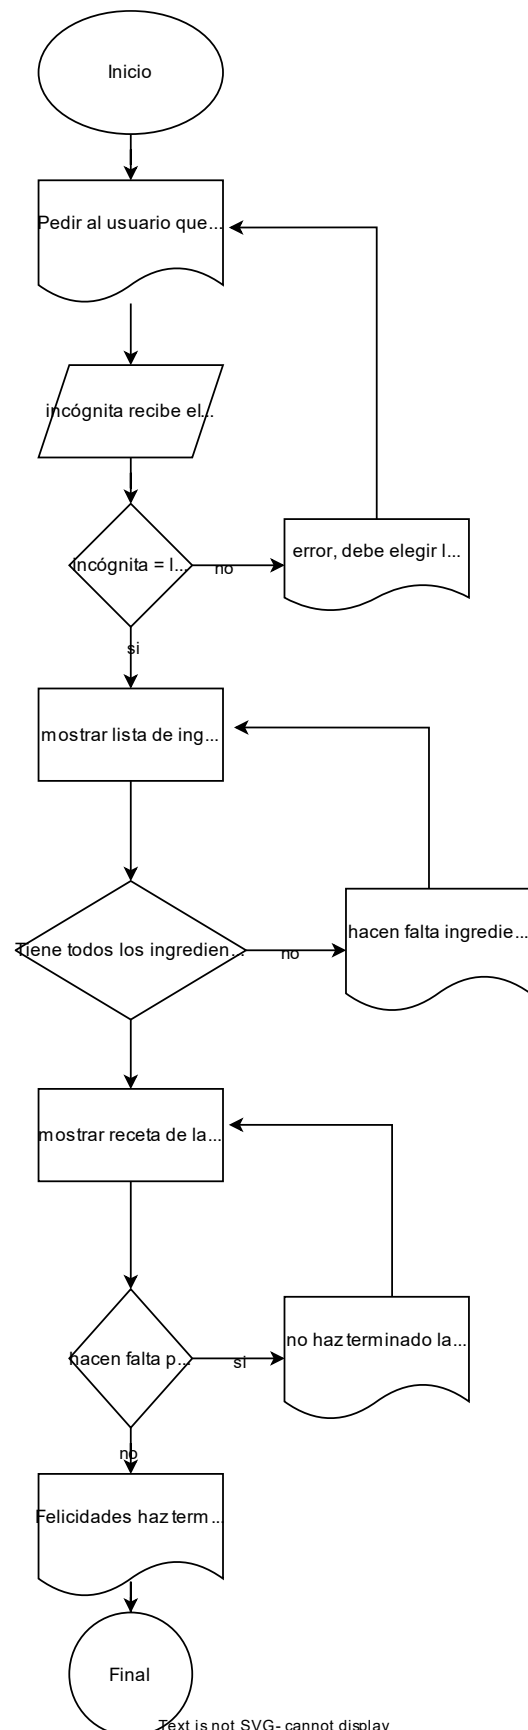 Inicio
Pedir al usuario que...
incógnita recibe el...
incógnita = l...
no
error, debe elegir l...
si
mostrar lista de ing...
Tiene todos los ingredien...
no
hacen falta ingredie...
mostrar receta de la...
hacen falta p...
si
no haz terminado la...
no
Felicidades haz term...
Final
Text is not SVG - cannot display